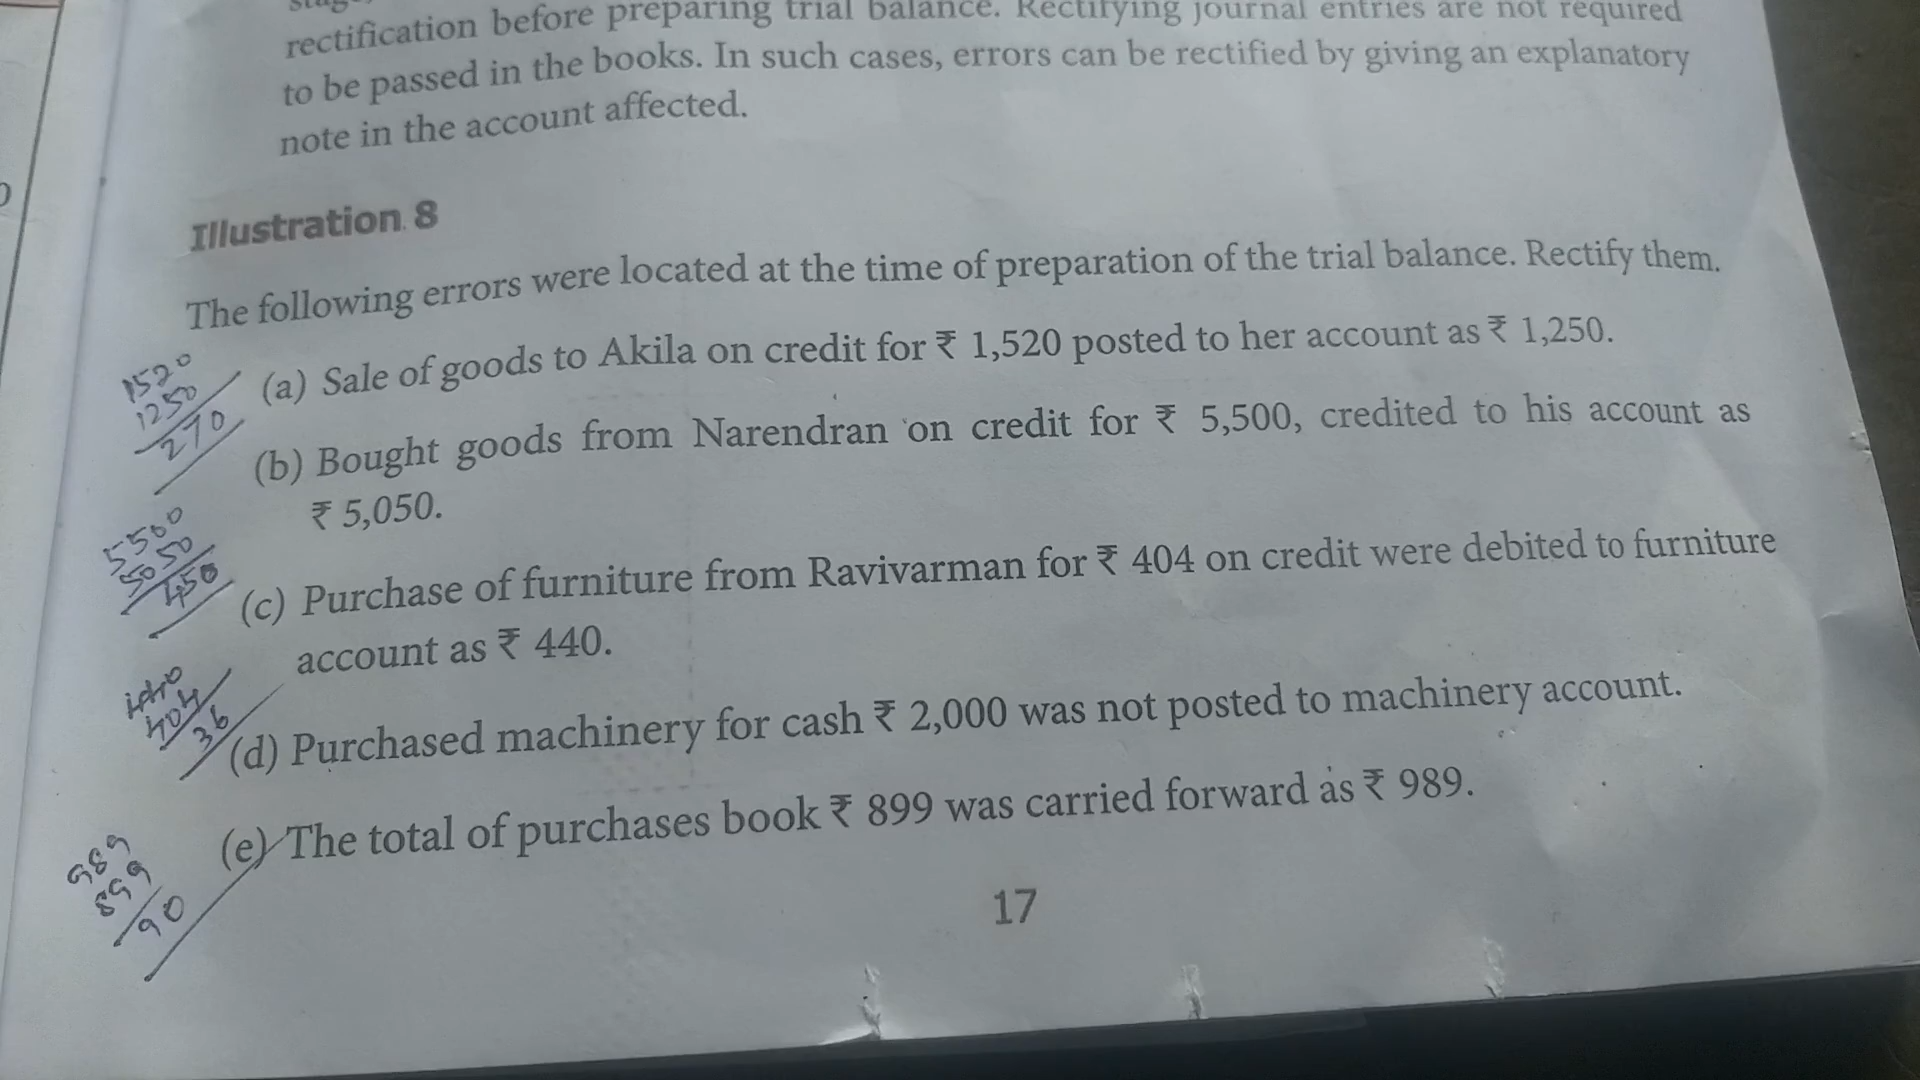 rectification before preparing trial balance. Rectifying journal entries are not required
to be passed in the books. In such cases, errors can be rectified by giving an explanatory
note in the account affected.
Illustration 8
The following errors were located at the time of preparation of the trial balance. Rectify them.
1520
1250
270
(a) Sale of goods to Akila on credit for ₹ 1,520 posted to her account as ₹ 1,250.
(b) Bought goods from Narendran on credit for ₹ 5,500, credited to his account as
₹ 5,050.
5500
5050
450
(c) Purchase of furniture from Ravivarman for ₹ 404 on credit were debited to furniture
account as ₹ 440.
440
404
36
(d) Purchased machinery for cash ₹ 2,000 was not posted to machinery account.
(e) The total of purchases book ₹ 899 was carried forward as ₹ 989.
989
899
90
17